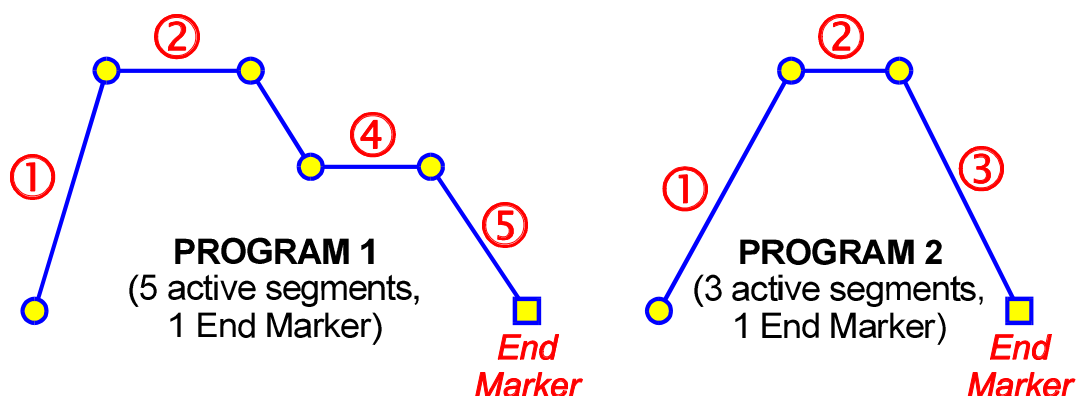 ②
②
④
①
①
③
⑤
PROGRAM 1
(5 active segments,
1 End Marker)
End
Marker
PROGRAM 2
(3 active segments,
1 End Marker)
End
Marker